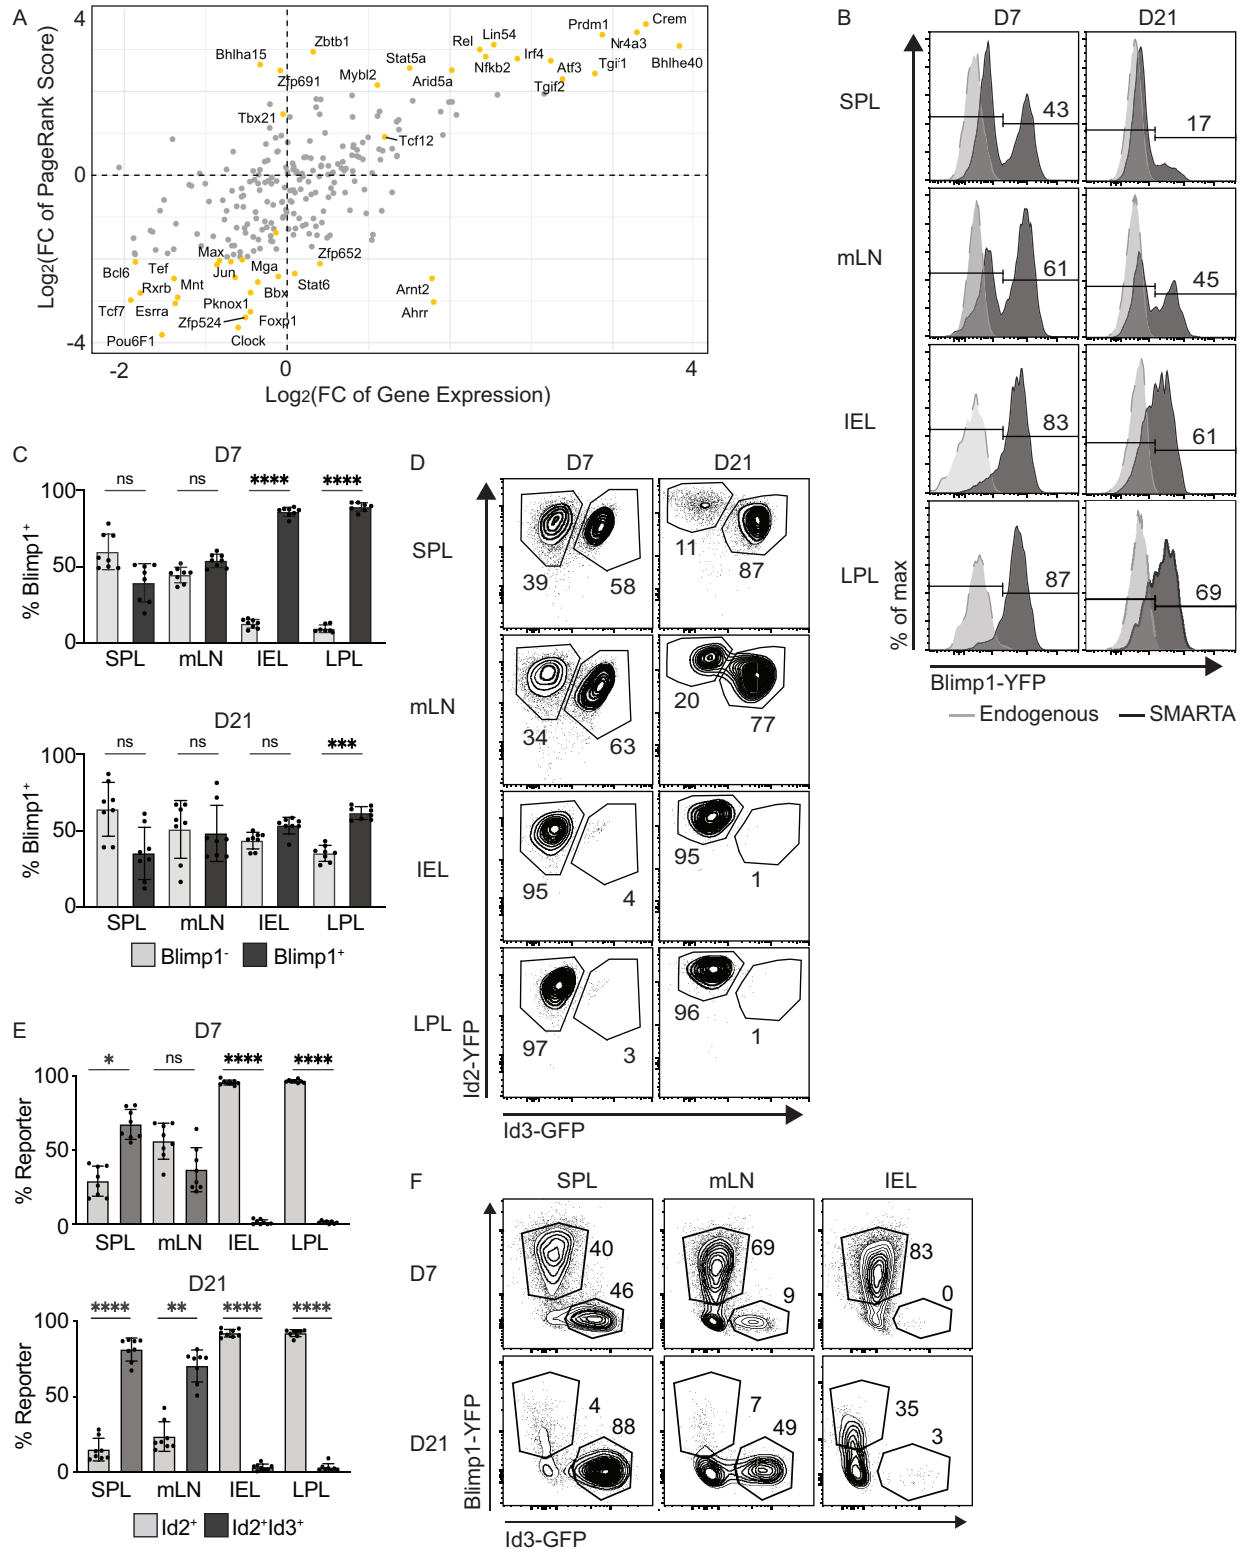 A
4
0
-4
-2
0
4
Log2(FC of PageRank Score)
Log2(FC of Gene Expression)
Crem
Prdm1
Nr4a3
Bhlhe40
Lin54
Rel
Irf4
Nfkb2
Atf3
Tgif2
Stat5a
Arid5a
Mybl2
Zbtb1
Bhlha15
Zfp691
Tbx21
Tcf12
Zfp652
Max
Mga
Jun
Bcl6
Tef
Rxrb
Mnt
Tcf7
Esrra
Pknox1
Bbx
Stat6
Zfp524
Foxp1
Pou6F1
Clock
Arnt2
Ahrr
B
D7 D21
SPL 43 17
mLN 61 45
IEL 83 61
LPL 87 69
% of max
Blimp1-YFP
Endogenous SMARTA
C
D7
ns ns **** ****
100
50
0
% Blimp1+
SPL mLN IEL LPL
D21
ns ns ns ***
100
50
0
% Blimp1+
SPL mLN IEL LPL
Blimp1- Blimp1+
D
D7 D21
SPL 39 58 11 87
mLN 34 63 20 77
IEL 95 4 95 1
LPL 97 3 96 1
Id2-YFP
Id3-GFP
E
D7
* ns **** ****
100
50
0
% Reporter
SPL mLN IEL LPL
D21
**** ** **** ****
100
50
0
% Reporter
SPL mLN IEL LPL
Id2+ Id2+Id3+
F
SPL mLN IEL
D7 40 46 69 9 83 0
D21 4 88 7 49 35 3
Blimp1-YFP
Id3-GFP